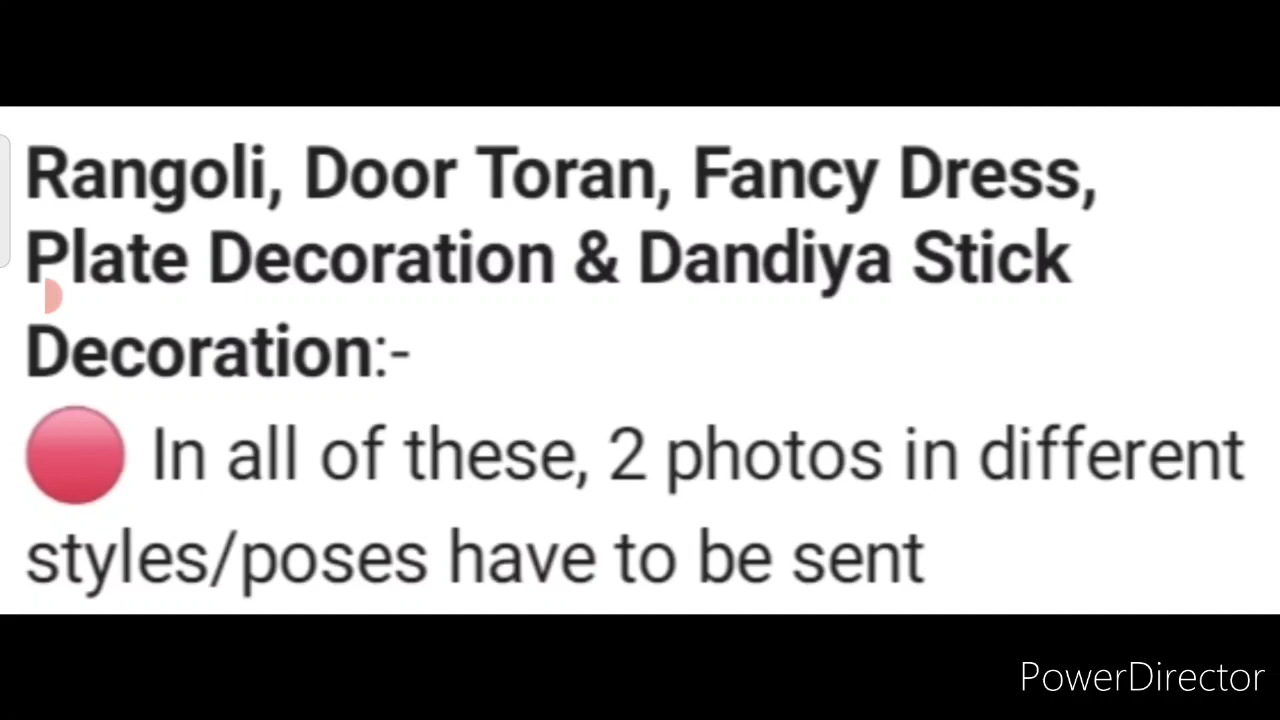 Rangoli, Door Toran, Fancy Dress,
Plate Decoration & Dandiya Stick
Decoration:-
🔴 In all of these, 2 photos in different
styles/poses have to be sent
PowerDirector